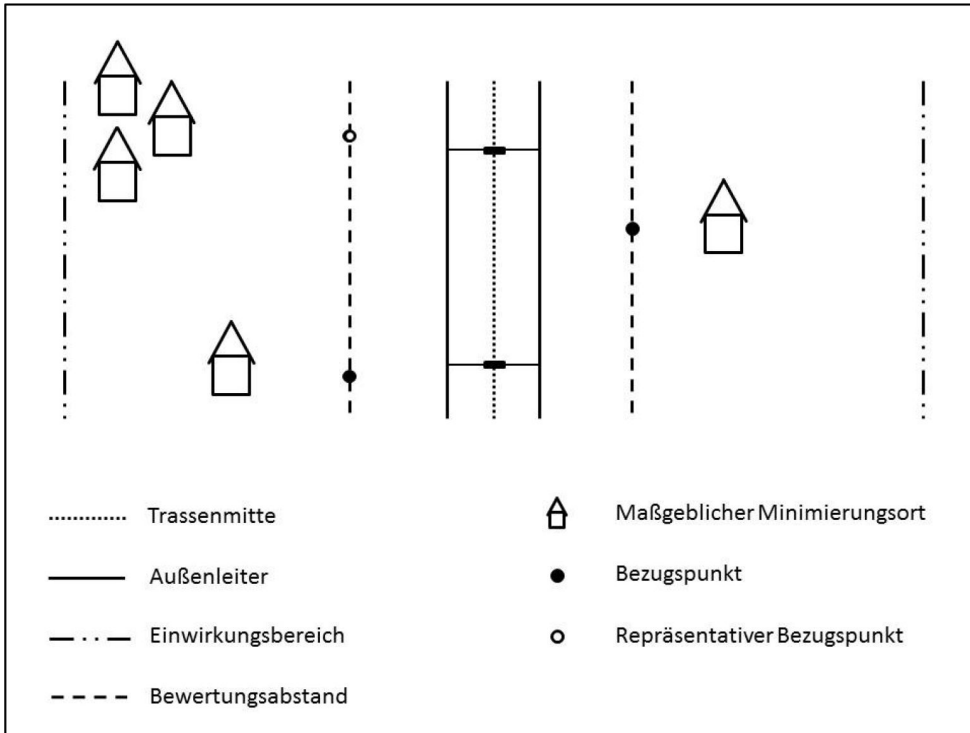 Trassenmitte
Außenleiter
Einwirkungsbereich
Bewertungsabstand
Maßgeblicher Minimierungsort
Bezugspunkt
Repräsentativer Bezugspunkt